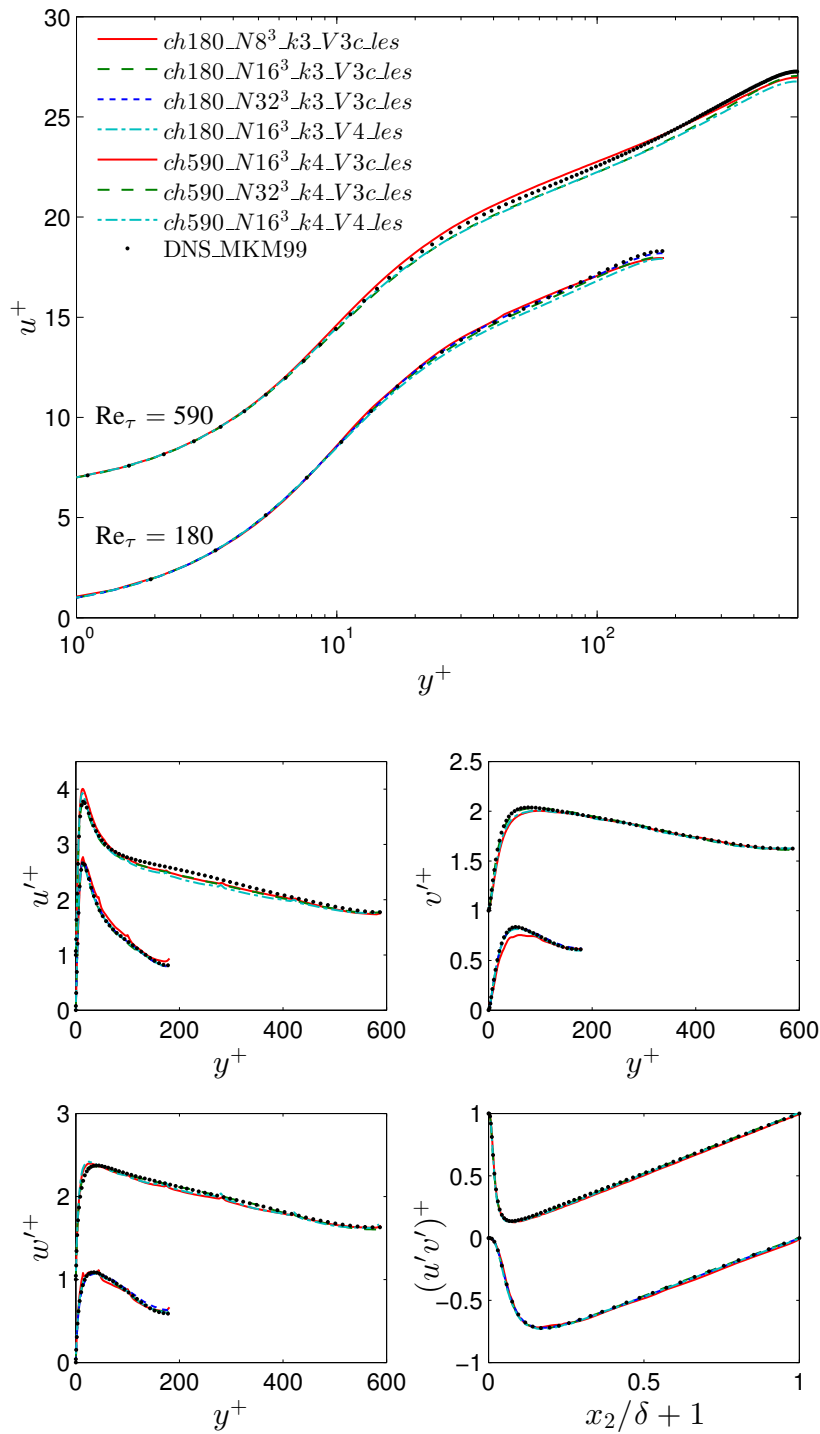 30
25
20
15
10
5
0
u⁺
ch180_N8³_k3_V3c_les
ch180_N16³_k3_V3c_les
ch180_N32³_k3_V3c_les
ch180_N16³_k3_V4_les
ch590_N16³_k4_V3c_les
ch590_N32³_k4_V3c_les
ch590_N16³_k4_V4_les
DNS_MKM99
Re_τ = 590
Re_τ = 180
10⁰ 10¹ 10²
y⁺
4
3
2
1
0
u′⁺
0 200 400 600
y⁺
2.5
2
1.5
1
0.5
0
v′⁺
0 200 400 600
y⁺
3
2
1
0
w′⁺
0 200 400 600
y⁺
1
0.5
0
−0.5
−1
(u′v′)⁺
0 0.5 1
x₂/δ + 1